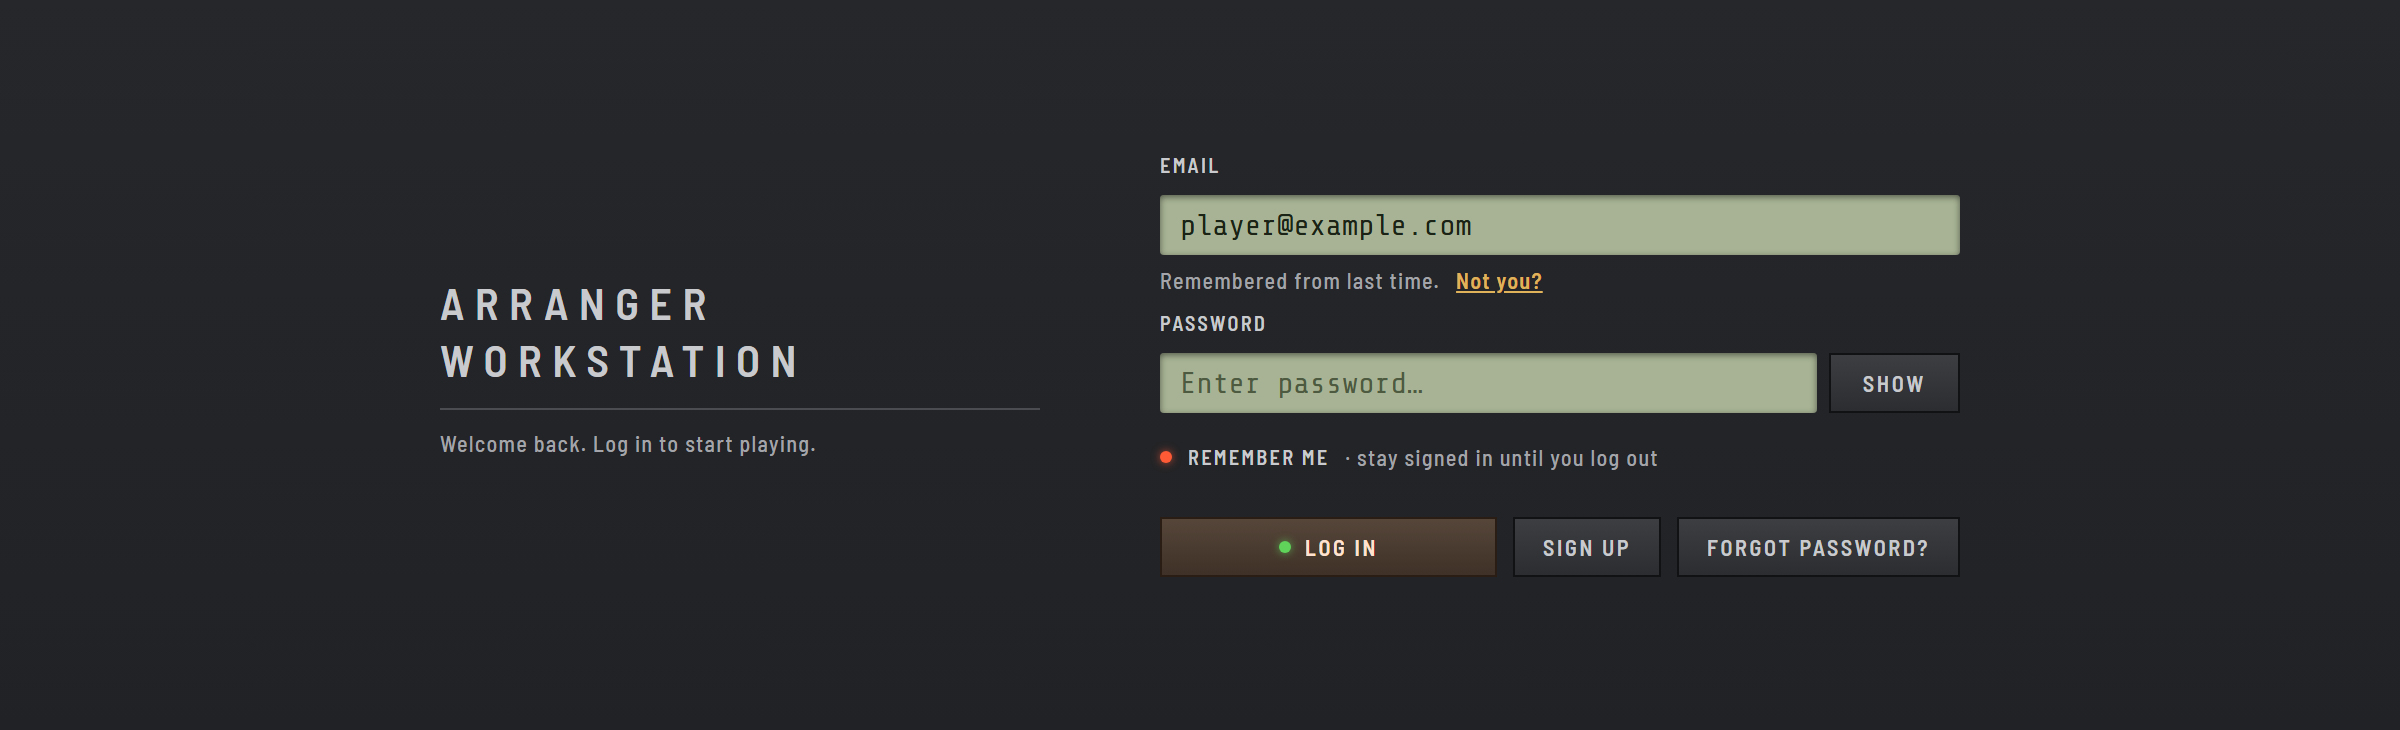 ARRANGER
WORKSTATION
Welcome back. Log in to start playing.
EMAIL
player@example.com
Remembered from last time. Not you?
PASSWORD
Enter password…
SHOW
REMEMBER ME · stay signed in until you log out
LOG IN
SIGN UP
FORGOT PASSWORD?